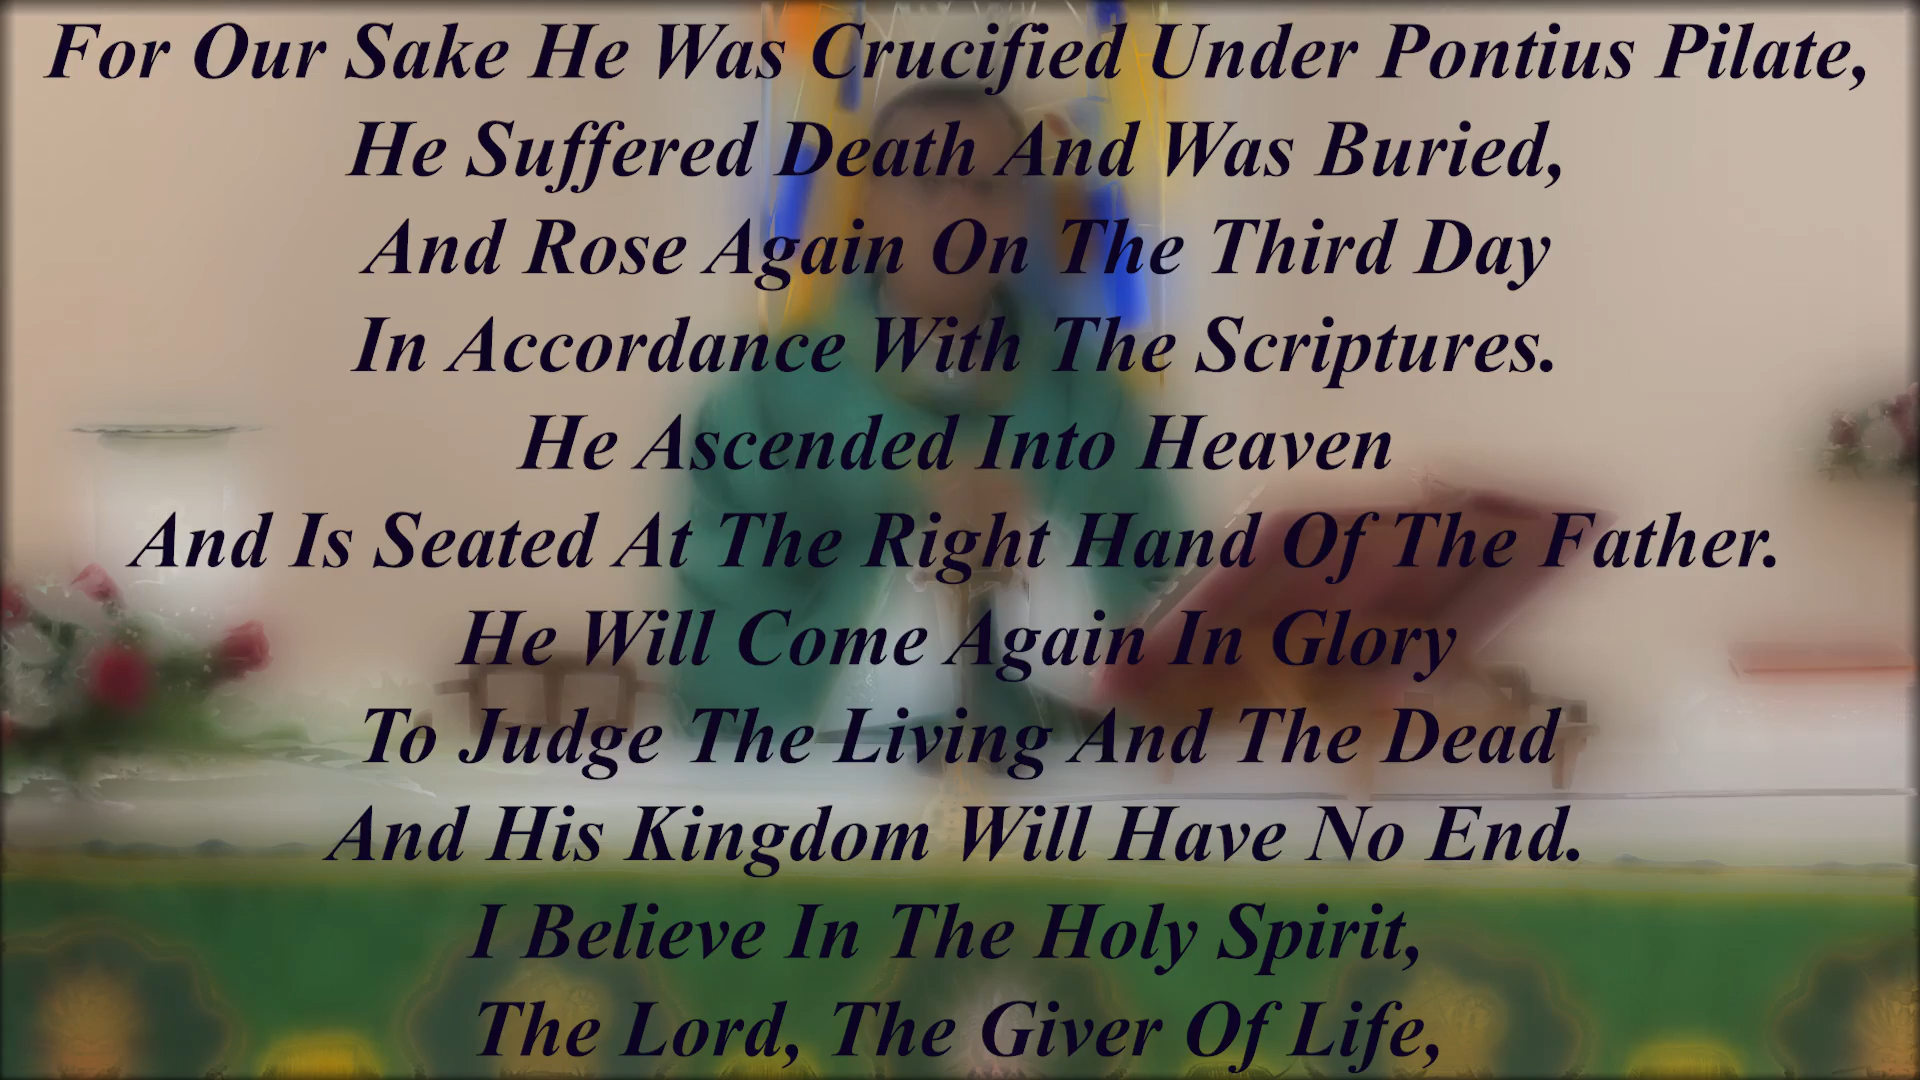 For Our Sake He Was Crucified Under Pontius Pilate,
He Suffered Death And Was Buried,
And Rose Again On The Third Day
In Accordance With The Scriptures.
He Ascended Into Heaven
And Is Seated At The Right Hand Of The Father.
He Will Come Again In Glory
To Judge The Living And The Dead
And His Kingdom Will Have No End.
I Believe In The Holy Spirit,
The Lord, The Giver Of Life,